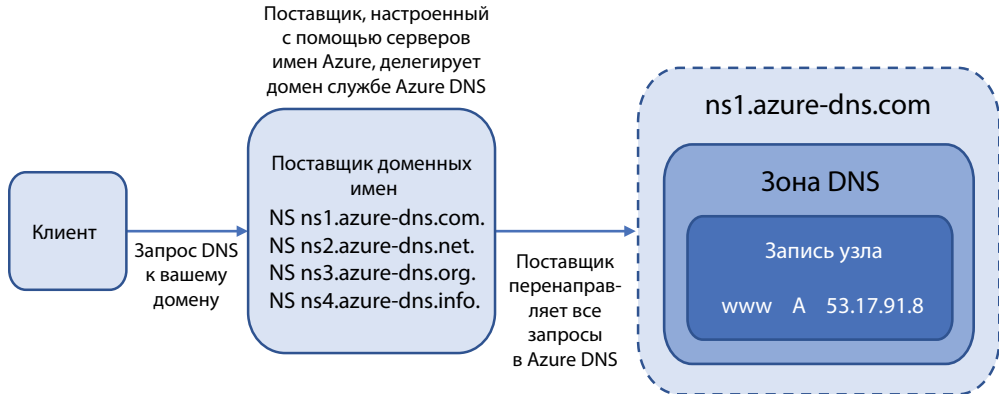 Поставщик, настроенный
с помощью серверов
имен Azure, делегирует
домен службе Azure DNS
Клиент
Запрос DNS
к вашему
домену
Поставщик доменных
имен
NS ns1.azure-dns.com.
NS ns2.azure-dns.net.
NS ns3.azure-dns.org.
NS ns4.azure-dns.info.
Поставщик
перенаправ-
ляет все
запросы
в Azure DNS
ns1.azure-dns.com
Зона DNS
Запись узла
www A 53.17.91.8